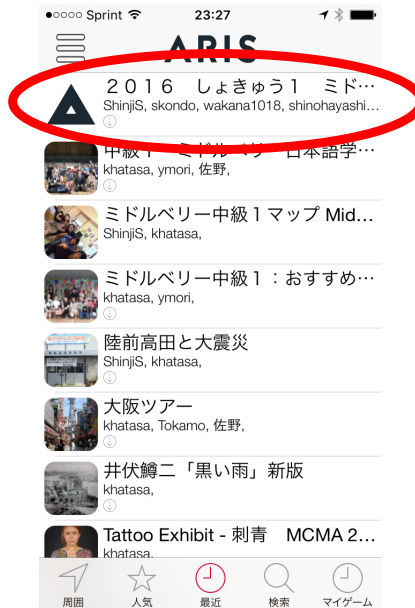 Sprint 23:27
ARIS
２０１６　しょきゅう１　ミド…
ShinjiS, skondo, wakana1018, shinohayashi…
中級１　ミドルベリー日本語学…
khatasa, ymori, 佐野,
ミドルベリー中級１マップ Mid…
ShinjiS, khatasa,
ミドルベリー中級１：おすすめ…
khatasa, ymori,
陸前高田と大震災
ShinjiS, khatasa,
大阪ツアー
khatasa, Tokamo, 佐野,
井伏鱒二「黒い雨」新版
khatasa,
Tattoo Exhibit - 刺青　MCMA 2…
khatasa,
周囲 人気 最近 検索 マイゲーム